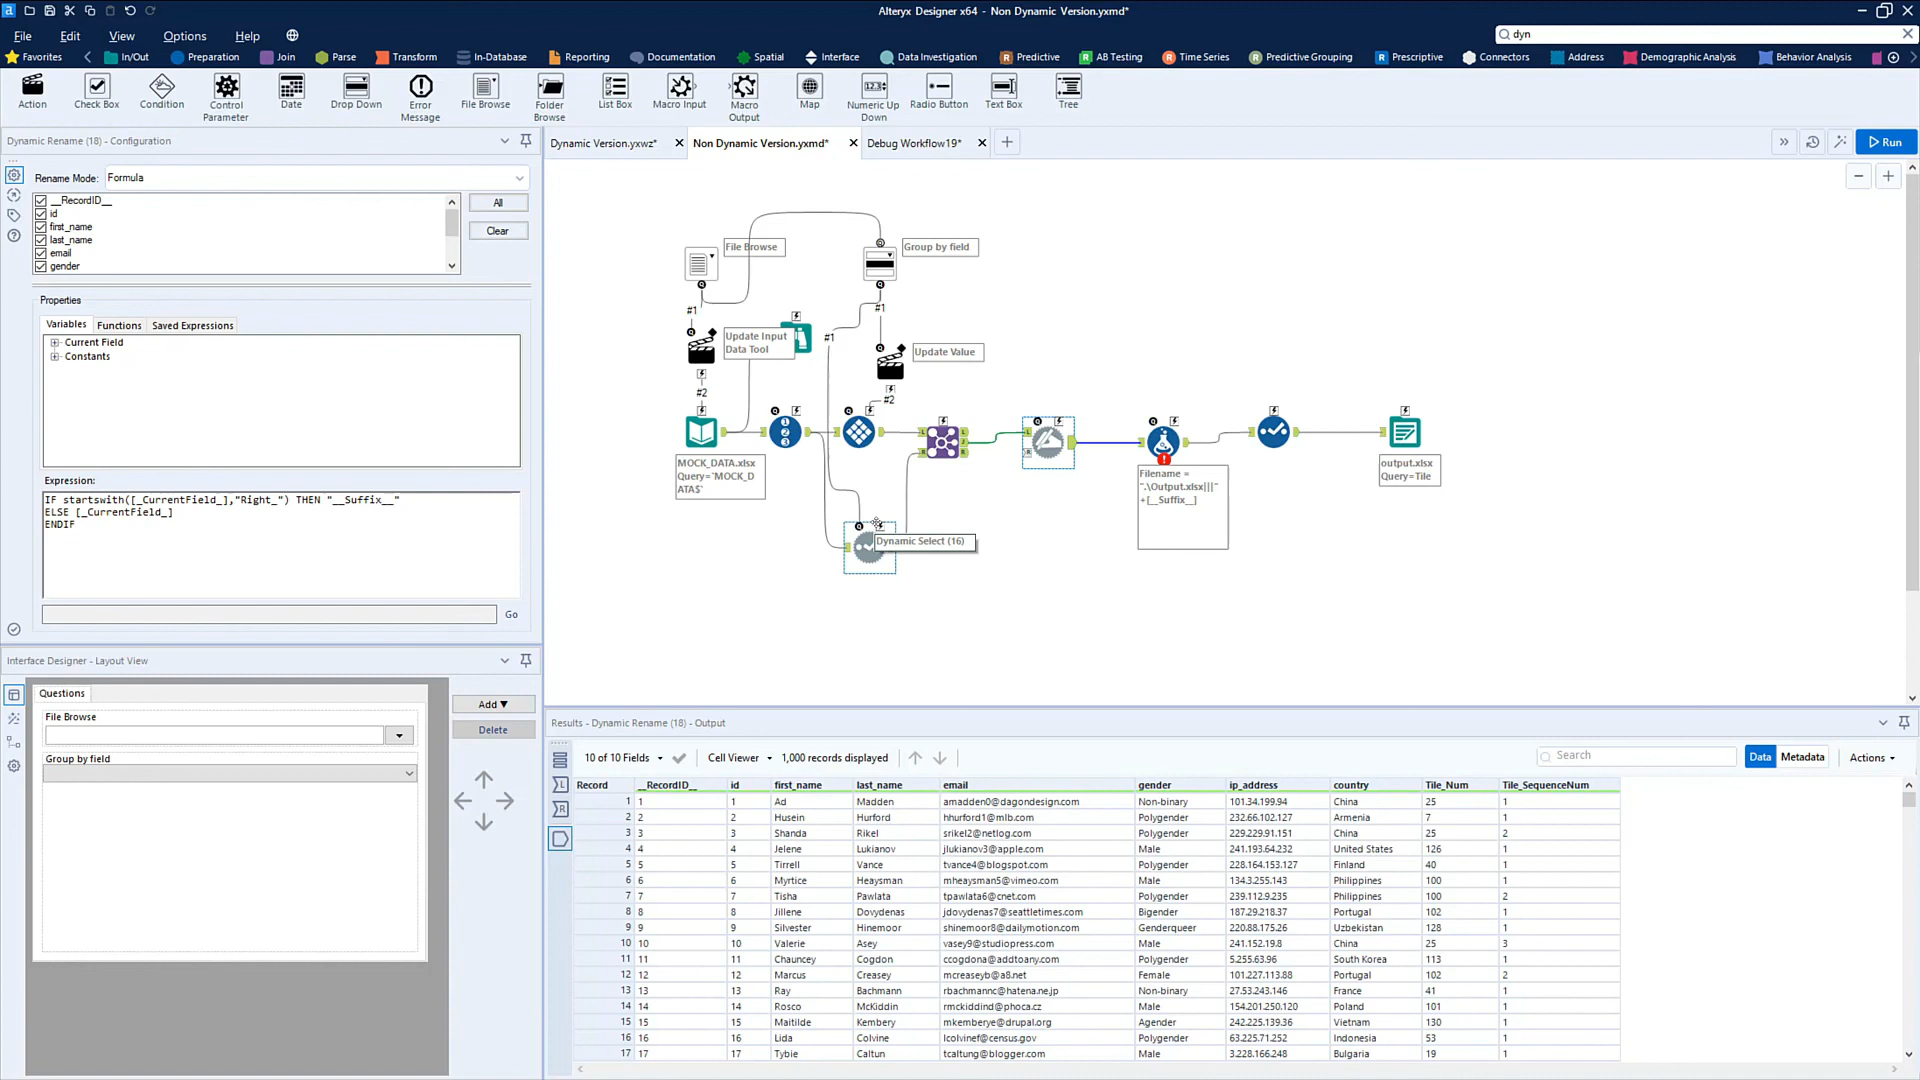 Alteryx Designer x64 - Non Dynamic Version.yxmd*
File Edit View Options Help
dyn
Favorites In/Out Preparation Join Parse Transform In-Database Reporting Documentation Spatial Interface Data Investigation Predictive AB Testing Time Series Predictive Grouping Prescriptive Connectors Address Demographic Analysis Behavior Analysis
Action Check Box Condition Control Parameter Date Drop Down Error Message File Browse Folder Browse List Box Macro Input Macro Output Map Numeric Up Down Radio Button Text Box Tree
Dynamic Rename (18) - Configuration
Dynamic Version.yxwz* Non Dynamic Version.yxmd* Debug Workflow19* Run
Rename Mode: Formula
__RecordID__
id
first_name
last_name
email
gender
All
Clear
Properties
Variables Functions Saved Expressions
Current Field
Constants
Expression:
IF startswith([_CurrentField_],"Right_") THEN "__Suffix__"
ELSE [_CurrentField_]
ENDIF
Go
File Browse
Group by field
#1
#1
Update Input
Data Tool
#1
Update Value
#2
#2
MOCK_DATA.xlsx
Query=`MOCK_D
ATA$`
Dynamic Select (16)
Filename =
".\Output.xlsx|||"
+[__Suffix__]
output.xlsx
Query=Tile
Interface Designer - Layout View
Questions
File Browse
Group by field
Add
Delete
Results - Dynamic Rename (18) - Output
10 of 10 Fields Cell Viewer 1,000 records displayed Search Data Metadata Actions
Record __RecordID__ id first_name last_name email gender ip_address country Tile_Num Tile_SequenceNum
1 1 1 Ad Madden amadden0@dagondesign.com Non-binary 101.34.199.94 China 25 1
2 2 2 Husein Hurford hhurford1@mlb.com Polygender 232.66.102.127 Armenia 7 1
3 3 3 Shanda Rikel srikel2@netlog.com Polygender 229.229.91.151 China 25 2
4 4 4 Jelene Lukianov jlukianov3@apple.com Male 241.193.64.232 United States 126 1
5 5 5 Tirrell Vance tvance4@blogspot.com Polygender 228.164.153.127 Finland 40 1
6 6 6 Myrtice Heaysman mheaysman5@vimeo.com Male 134.3.255.143 Philippines 100 1
7 7 7 Tisha Pawlata tpawlata6@cnet.com Polygender 239.112.9.235 Philippines 100 2
8 8 8 Jillene Dovydenas jdovydenas7@seattletimes.com Bigender 187.29.218.37 Portugal 102 1
9 9 9 Silvester Hinemoor shinemoor8@dailymotion.com Genderqueer 220.88.175.26 Uzbekistan 128 1
10 10 10 Valerie Asey vasey9@studiopress.com Male 241.152.19.8 China 25 3
11 11 11 Chauncey Cogdon ccogdona@addtoany.com Polygender 5.255.63.96 South Korea 113 1
12 12 12 Marcus Creasey mcreaseyb@a8.net Female 101.227.113.88 Portugal 102 2
13 13 13 Ray Bachmann rbachmannc@hatena.ne.jp Non-binary 27.53.243.146 France 41 1
14 14 14 Rosco McKiddin rmckiddind@phoca.cz Male 154.201.250.120 Poland 101 1
15 15 15 Maitilde Kembery mkemberye@drupal.org Agender 242.225.139.36 Vietnam 130 1
16 16 16 Lida Colvine lcolvinef@census.gov Polygender 63.225.71.252 Indonesia 53 1
17 17 17 Tybie Caltun tcaltung@blogger.com Male 3.228.166.248 Bulgaria 19 1